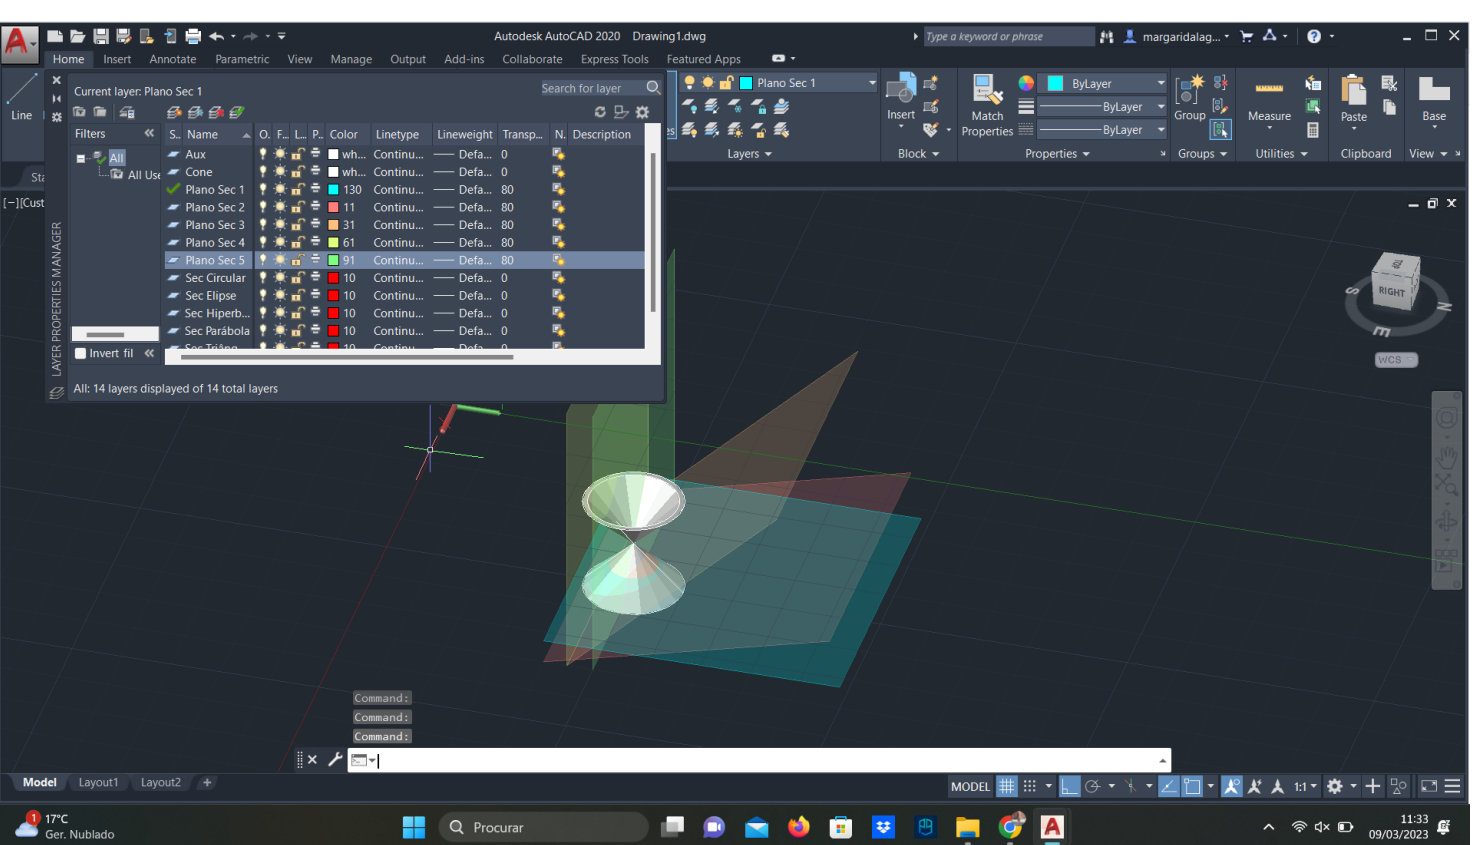 Autodesk AutoCAD 2020 Drawing1.dwg
Type a keyword or phrase
margaridalag...
Home Insert Annotate Parametric View Manage Output Add-ins Collaborate Express Tools Featured Apps
Line
Current layer: Plano Sec 1
Search for layer
Filters
All
All Use
S.. Name O. F... L... P.. Color Linetype Lineweight Transp... N. Description
Aux wh... Continu... Defa... 0
Cone wh... Continu... Defa... 0
Plano Sec 1 130 Continu... Defa... 80
Plano Sec 2 11 Continu... Defa... 80
Plano Sec 3 31 Continu... Defa... 80
Plano Sec 4 61 Continu... Defa... 80
Plano Sec 5 91 Continu... Defa... 80
Sec Circular 10 Continu... Defa... 0
Sec Elipse 10 Continu... Defa... 0
Sec Hiperb... 10 Continu... Defa... 0
Sec Parábola 10 Continu... Defa... 0
Sec Triâng... 10 Continu... Defa... 0
Invert fil
All: 14 layers displayed of 14 total layers
LAYER PROPERTIES MANAGER
Plano Sec 1
Layers
Insert
Block
Match
Properties
ByLayer
ByLayer
ByLayer
Properties
Group
Groups
Measure
Utilities
Paste
Clipboard
Base
View
Sta
[−][Cust
RIGHT
N
E
S
WCS
Command:
Command:
Command:
Model Layout1 Layout2 +
MODEL 1:1
1
17°C
Ger. Nublado
Procurar
11:33
09/03/2023